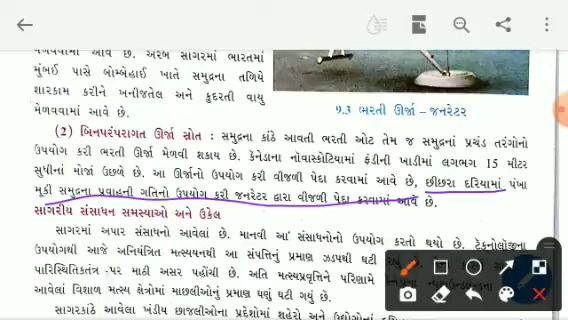 મેળવવામાં આવે છે. અરબ સાગરમાં ભારતમાં
મુંબઈ પાસે બોમ્બેહાઈ ખાતે સમુદ્રના તળિયે
શારકામ કરીને ખનીજતેલ અને કુદરતી વાયુ
મેળવવામાં આવે છે.
9.3 ભરતી ઊર્જા – જનરેટર
(2) બિનપરંપરાગત ઊર્જા સ્રોત : સમુદ્રના કાંઠે આવતી ભરતી ઓટ તેમ જ સમુદ્રનાં પ્રચંડ તરંગોનો
ઉપયોગ કરી ભરતી ઊર્જા મેળવી શકાય છે. કેનેડાના નોવાસ્કોટિયામાં ફંડીની ખાડીમાં લગભગ 15 મીટર
સુધીનાં મોજાં ઉછળે છે. આ ઊર્જાનો ઉપયોગ કરી વીજળી પેદા કરવામાં આવે છે, છીછરા દરિયામાં પંખા
મૂકી સમુદ્રના પ્રવાહની ગતિનો ઉપયોગ કરી જનરેટર દ્વારા વીજળી પેદા કરવામાં આવે છે.
સાગરીય સંસાધન સમસ્યાઓ અને ઉકેલ
સાગરમાં અપાર સંસાધનો આવેલાં છે. માનવી આ સંસાધનોનો ઉપયોગ કરતો થયો છે. ટેક્નોલૉજીના
ઉપયોગથી આજે અનિયંત્રિત મત્સ્યયનથી આ સંપત્તિનું પ્રમાણ ઝડપથી ઘટી
પારિસ્થિતિકતંત્ર પર માઠી અસર પહોંચી છે. અતિ મત્સ્યપ્રવૃત્તિને પરિણામે
આવેલાં વિશાળ મત્સ્ય ક્ષેત્રોમાં માછલીઓનું પ્રમાણ ઘણું ઘટી ગયું છે.
સાગરકાંઠે આવેલા ખંડીય છાજલીઓના પ્રદેશોમાં શહેરો અને ઉદ્યોગોનાં